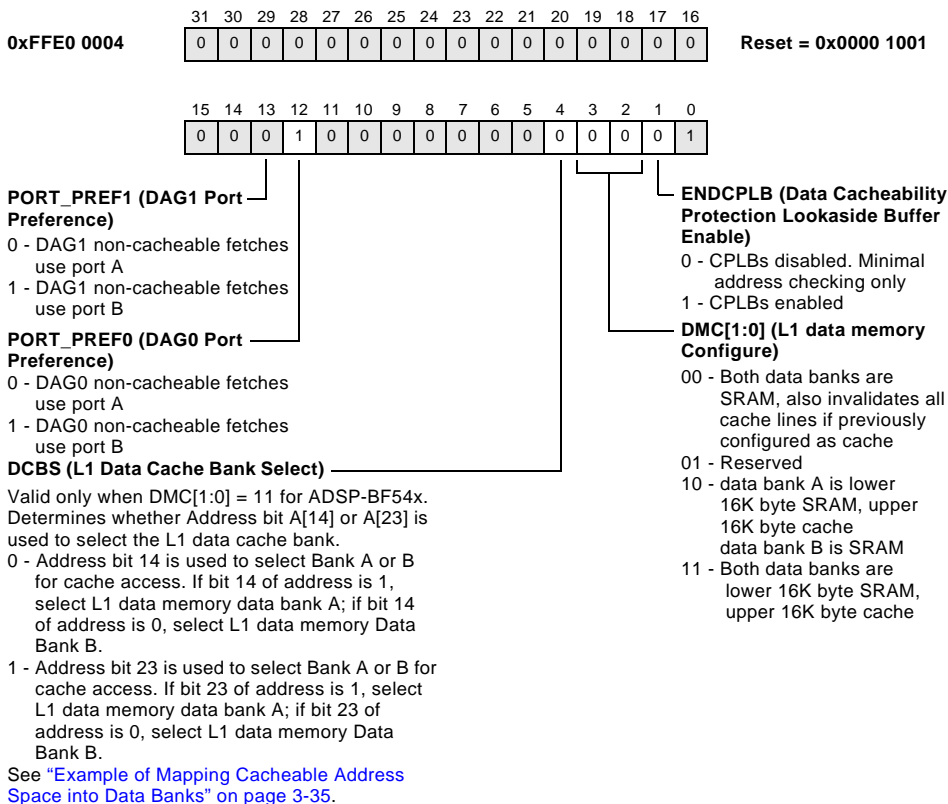 31 30 29 28 27 26 25 24 23 22 21 20 19 18 17 16
0xFFE0 0004
0 0 0 0 0 0 0 0 0 0 0 0 0 0 0 0
Reset = 0x0000 1001
15 14 13 12 11 10 9 8 7 6 5 4 3 2 1 0
0 0 0 1 0 0 0 0 0 0 0 0 0 0 0 1
PORT_PREF1 (DAG1 Port
Preference)
0 - DAG1 non-cacheable fetches
use port A
1 - DAG1 non-cacheable fetches
use port B
PORT_PREF0 (DAG0 Port
Preference)
0 - DAG0 non-cacheable fetches
use port A
1 - DAG0 non-cacheable fetches
use port B
DCBS (L1 Data Cache Bank Select)
Valid only when DMC[1:0] = 11 for ADSP-BF54x.
Determines whether Address bit A[14] or A[23] is
used to select the L1 data cache bank.
0 - Address bit 14 is used to select Bank A or B
for cache access. If bit 14 of address is 1,
select L1 data memory data bank A; if bit 14
of address is 0, select L1 data memory Data
Bank B.
1 - Address bit 23 is used to select Bank A or B for
cache access. If bit 23 of address is 1, select
L1 data memory data bank A; if bit 23 of
address is 0, select L1 data memory Data
Bank B.
See “Example of Mapping Cacheable Address
Space into Data Banks” on page 3-35.
ENDCPLB (Data Cacheability
Protection Lookaside Buffer
Enable)
0 - CPLBs disabled. Minimal
address checking only
1 - CPLBs enabled
DMC[1:0] (L1 data memory
Configure)
00 - Both data banks are
SRAM, also invalidates all
cache lines if previously
configured as cache
01 - Reserved
10 - data bank A is lower
16K byte SRAM, upper
16K byte cache
data bank B is SRAM
11 - Both data banks are
lower 16K byte SRAM,
upper 16K byte cache